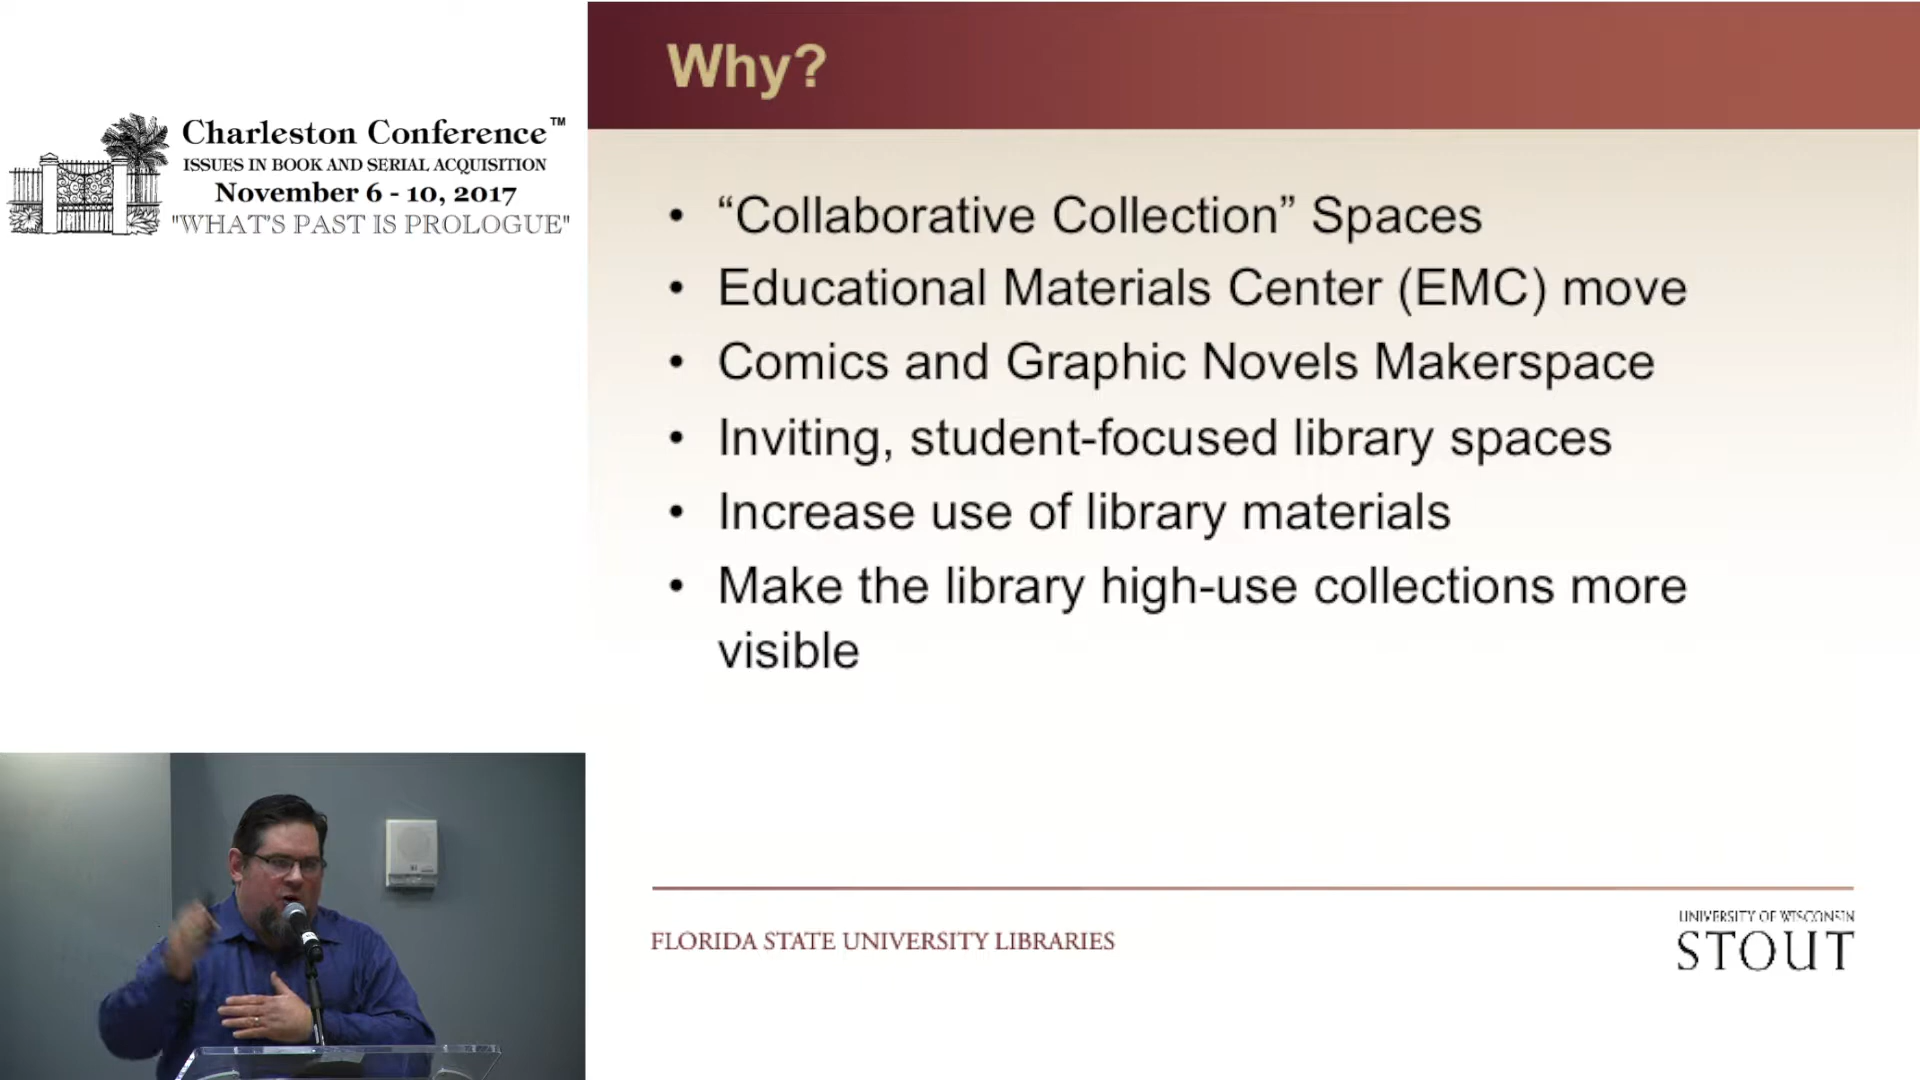 Charleston Conference™
ISSUES IN BOOK AND SERIAL ACQUISITION
November 6 - 10, 2017
"WHAT'S PAST IS PROLOGUE"
Why?
• “Collaborative Collection” Spaces
• Educational Materials Center (EMC) move
• Comics and Graphic Novels Makerspace
• Inviting, student-focused library spaces
• Increase use of library materials
• Make the library high-use collections more
visible
FLORIDA STATE UNIVERSITY LIBRARIES
UNIVERSITY OF WISCONSIN
STOUT